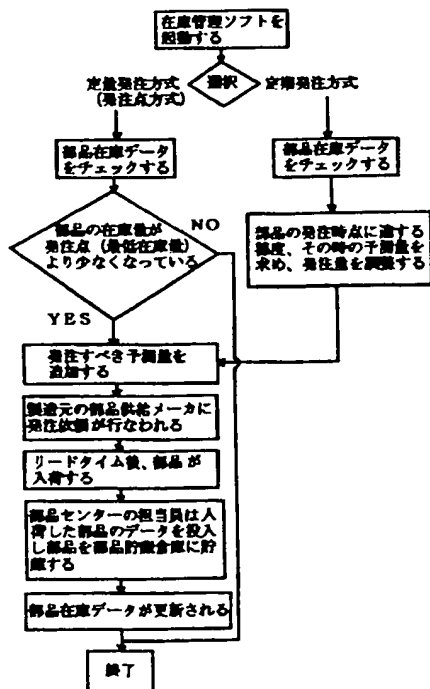 在庫管理ソフトを
起動する
選択
定量発注方式
(発注点方式)
定期発注方式
部品在庫データ
をチェックする
部品在庫データ
をチェックする
部品の在庫量が
発注点(最低在庫量)
より少なくなっている
NO
YES
部品の発注時点に達する
都度、その時の予測量を
求め、発注量を調整する
発注すべき予測量を
追加する
製造元の部品供給メーカに
発注依頼が行なわれる
リードタイム後、部品が
入荷する
部品センターの担当員は入
荷した部品のデータを投入
し部品を部品貯蔵倉庫に貯
蔵する
部品在庫データが更新される
終了